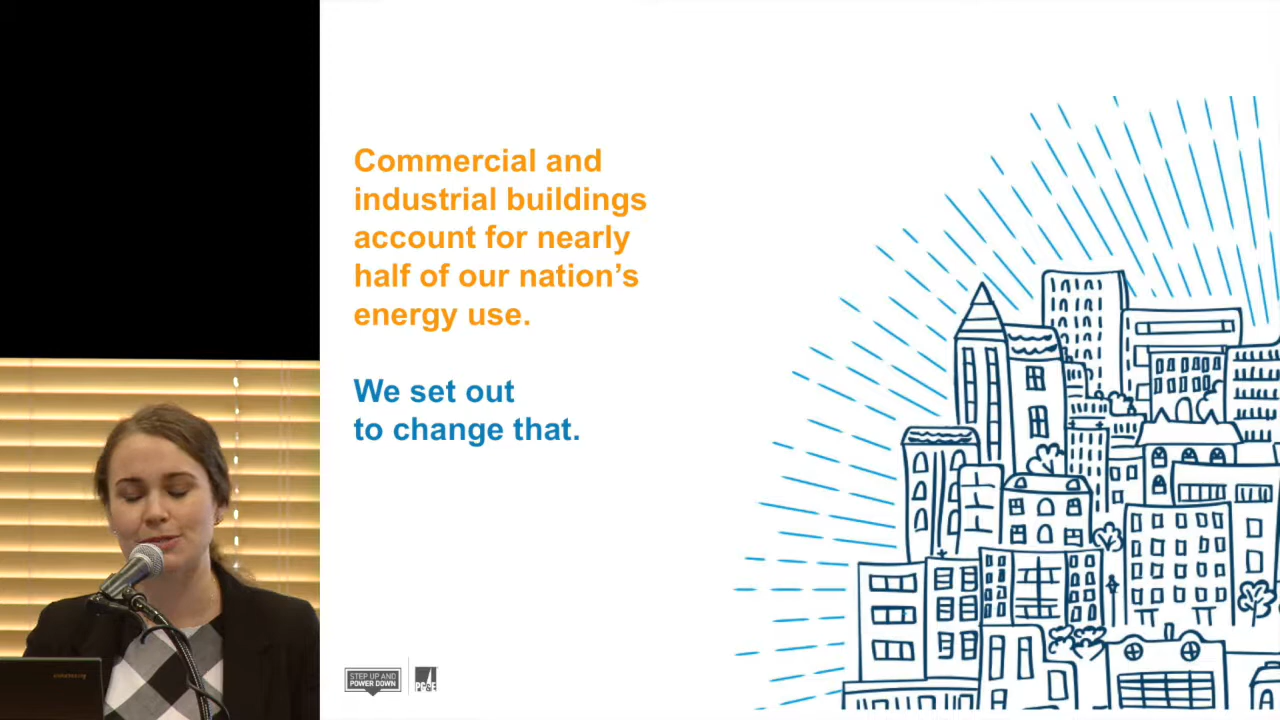 Commercial and
industrial buildings
account for nearly
half of our nation's
energy use.
We set out
to change that.
STEP UP AND
POWER DOWN
PG&E